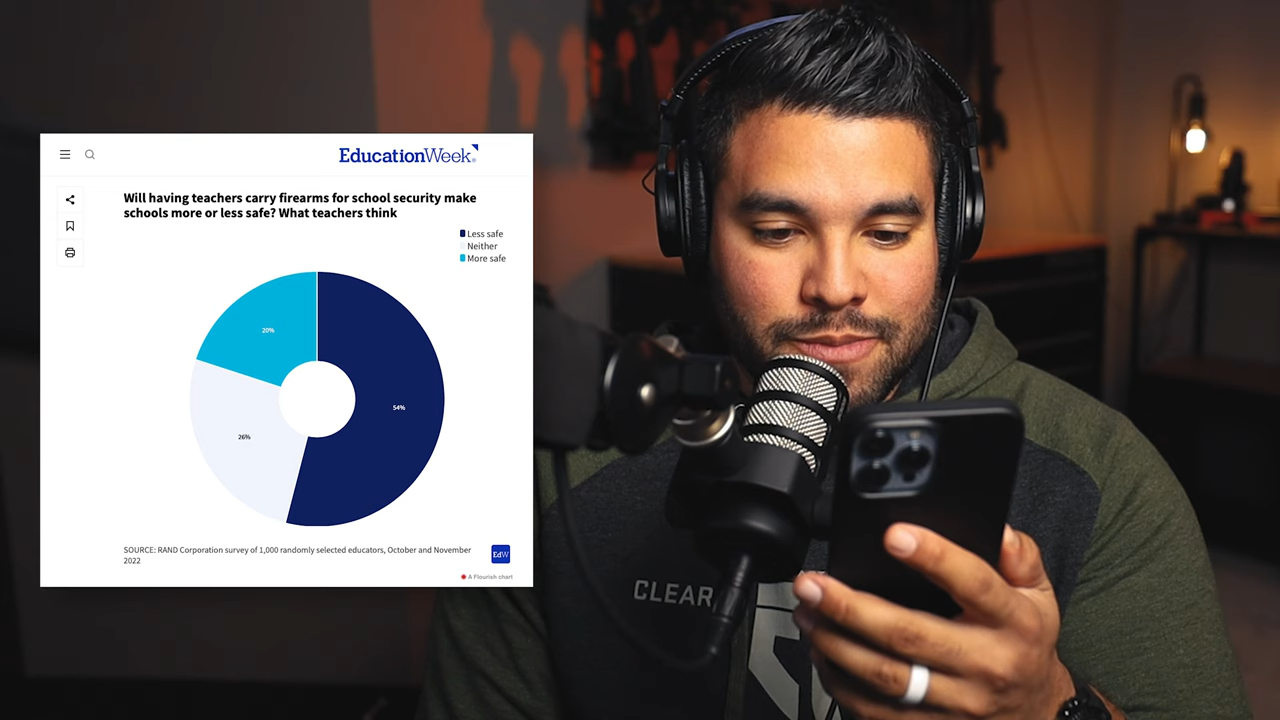 EducationWeek
Will having teachers carry firearms for school security make
schools more or less safe? What teachers think
Less safe
Neither
More safe
20%
54%
26%
SOURCE: RAND Corporation survey of 1,000 randomly selected educators, October and November
2022
EdW
A Flourish chart
CLEAR